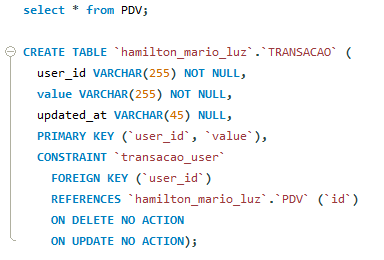 select * from PDV;
CREATE TABLE `hamilton_mario_luz`.`TRANSACAO` (
user_id VARCHAR(255) NOT NULL,
value VARCHAR(255) NOT NULL,
updated_at VARCHAR(45) NULL,
PRIMARY KEY (`user_id`, `value`),
CONSTRAINT `transacao_user`
FOREIGN KEY (`user_id`)
REFERENCES `hamilton_mario_luz`.`PDV` (`id`)
ON DELETE NO ACTION
ON UPDATE NO ACTION);